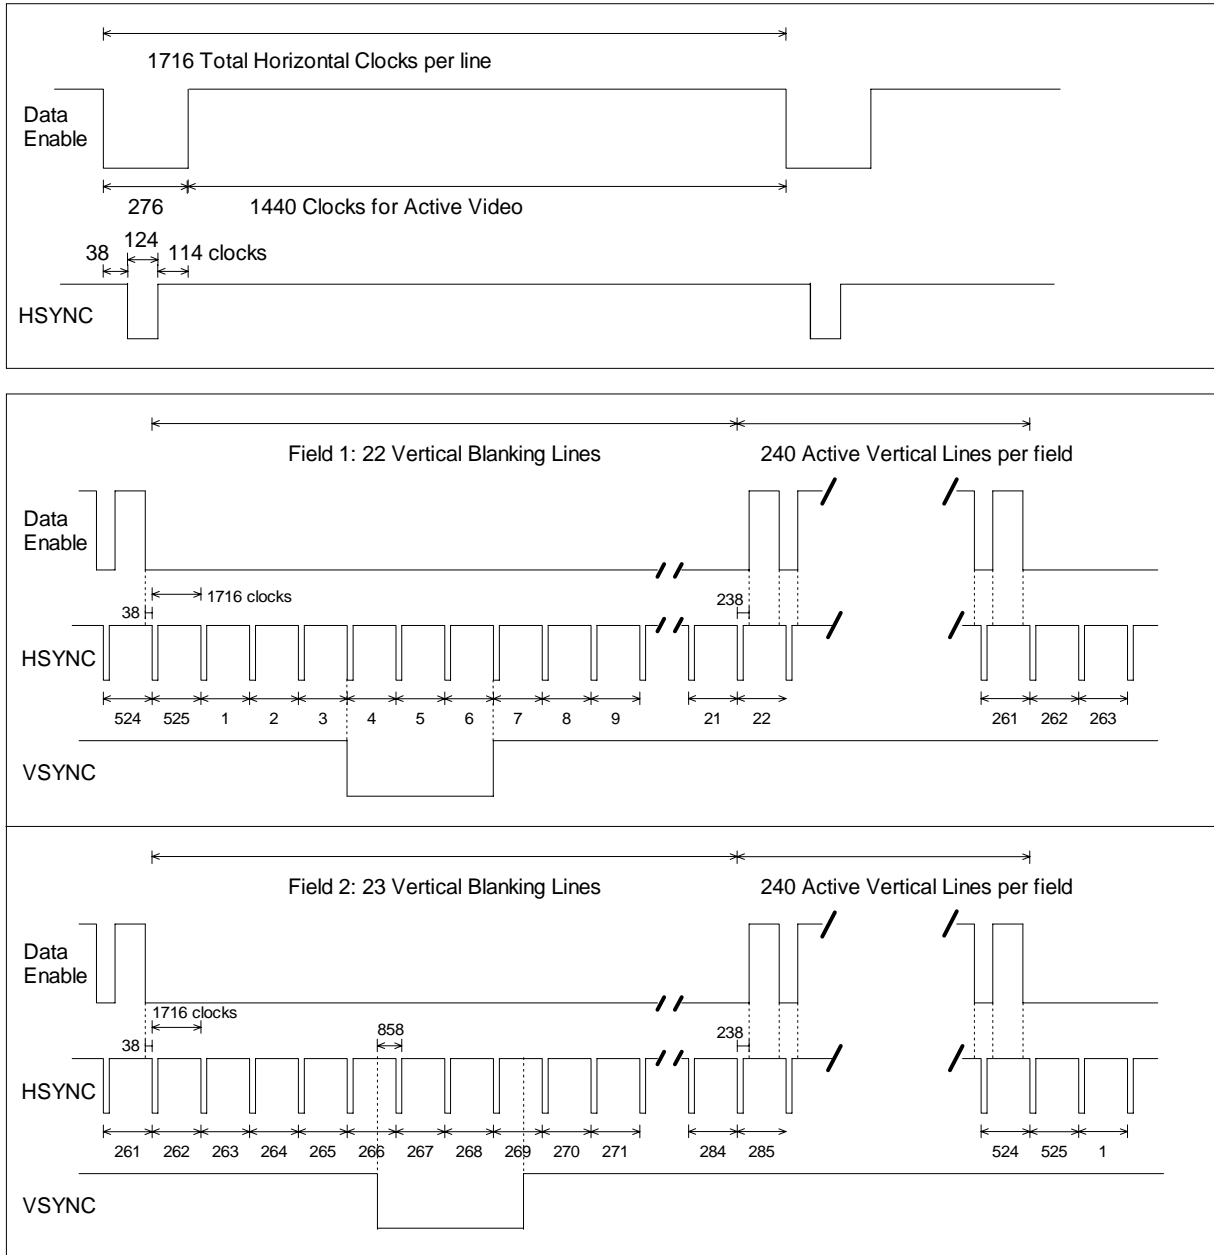 1716 Total Horizontal Clocks per line
Data
Enable
276
1440 Clocks for Active Video
124
38
114 clocks
HSYNC
Field 1: 22 Vertical Blanking Lines
240 Active Vertical Lines per field
Data
Enable
1716 clocks
38
238
HSYNC
524 525 1 2 3 4 5 6 7 8 9 21 22 261 262 263
VSYNC
Field 2: 23 Vertical Blanking Lines
240 Active Vertical Lines per field
Data
Enable
1716 clocks
858
38
238
HSYNC
261 262 263 264 265 266 267 268 269 270 271 284 285 524 525 1
VSYNC